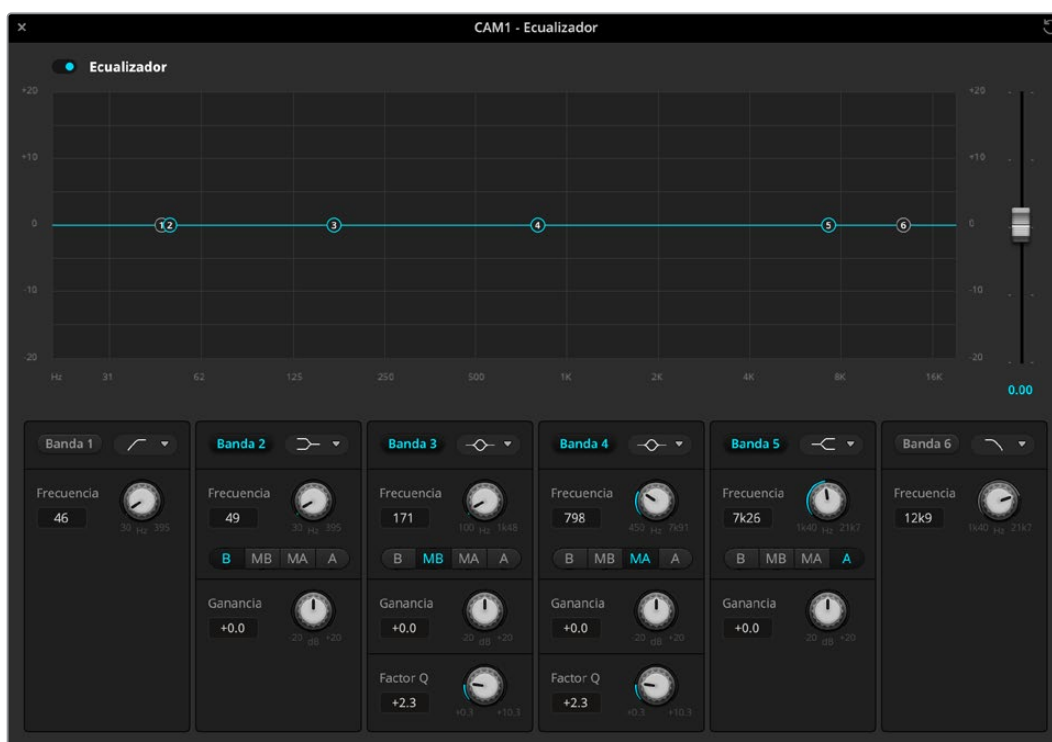 × CAM1 - Ecualizador
Ecualizador
+20 +20
+10 +10
0 1 2 3 4 5 6 0
-10 -10
-20 -20
Hz 31 62 125 250 500 1K 2K 4K 8K 16K
0.00
Banda 1 Banda 2 Banda 3 Banda 4 Banda 5 Banda 6
Frecuencia Frecuencia Frecuencia Frecuencia Frecuencia Frecuencia
46 49 171 798 7k26 12k9
30 Hz 395 30 Hz 395 100 Hz 1k48 450 Hz 7k91 1k40 Hz 21k7 1k40 Hz 21k7
B MB MA A B MB MA A B MB MA A B MB MA A
Ganancia Ganancia Ganancia Ganancia
+0.0 +0.0 +0.0 +0.0
-20 dB +20 -20 dB +20 -20 dB +20 -20 dB +20
Factor Q Factor Q
+2.3 +2.3
+0.3 +10.3 +0.3 +10.3